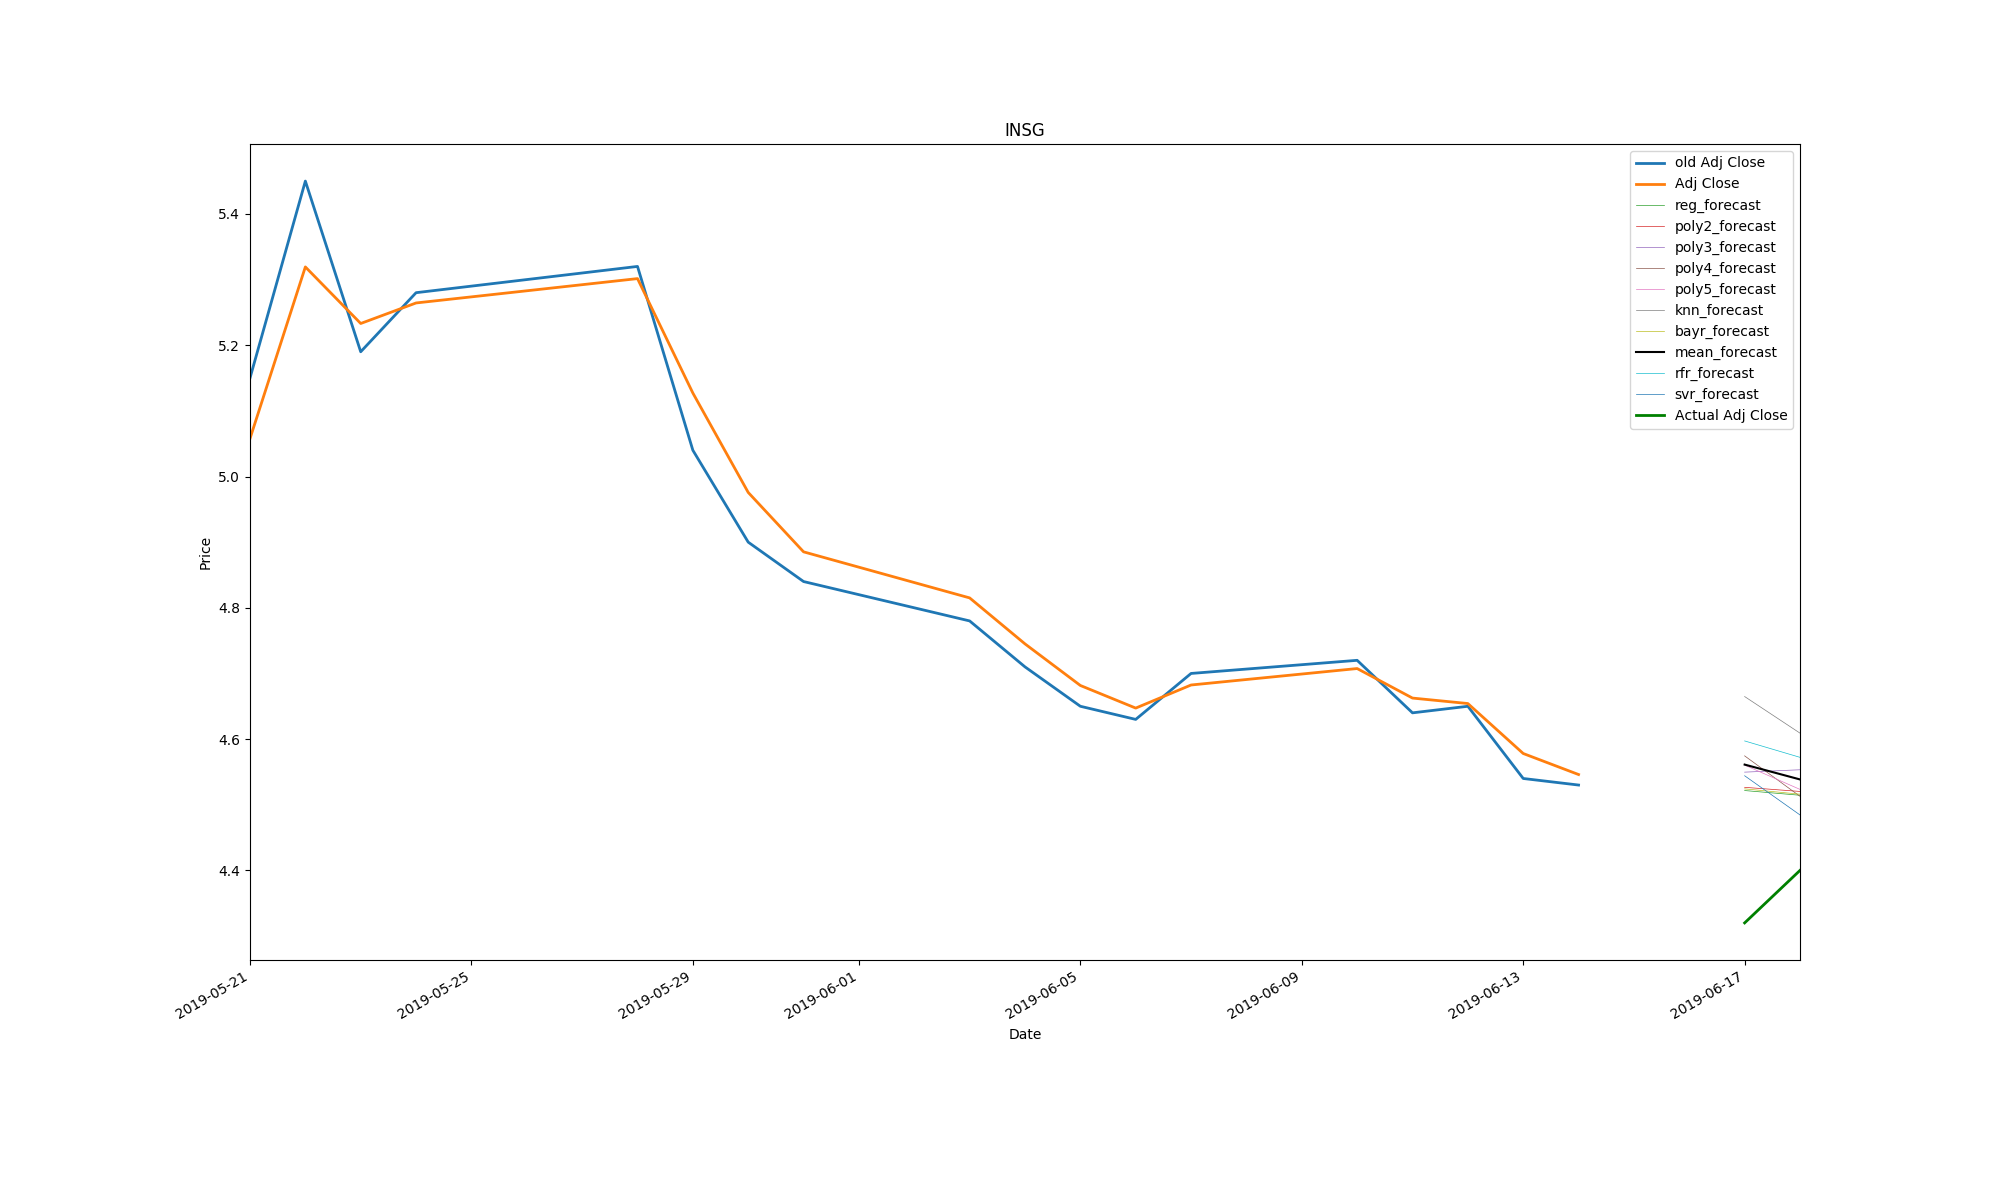 INSG
old Adj Close
Adj Close
reg_forecast
poly2_forecast
poly3_forecast
poly4_forecast
poly5_forecast
knn_forecast
bayr_forecast
mean_forecast
rfr_forecast
svr_forecast
Actual Adj Close
5.4
5.2
5.0
4.8
4.6
4.4
Price
2019-05-21
2019-05-25
2019-05-29
2019-06-01
2019-06-05
2019-06-09
2019-06-13
2019-06-17
Date